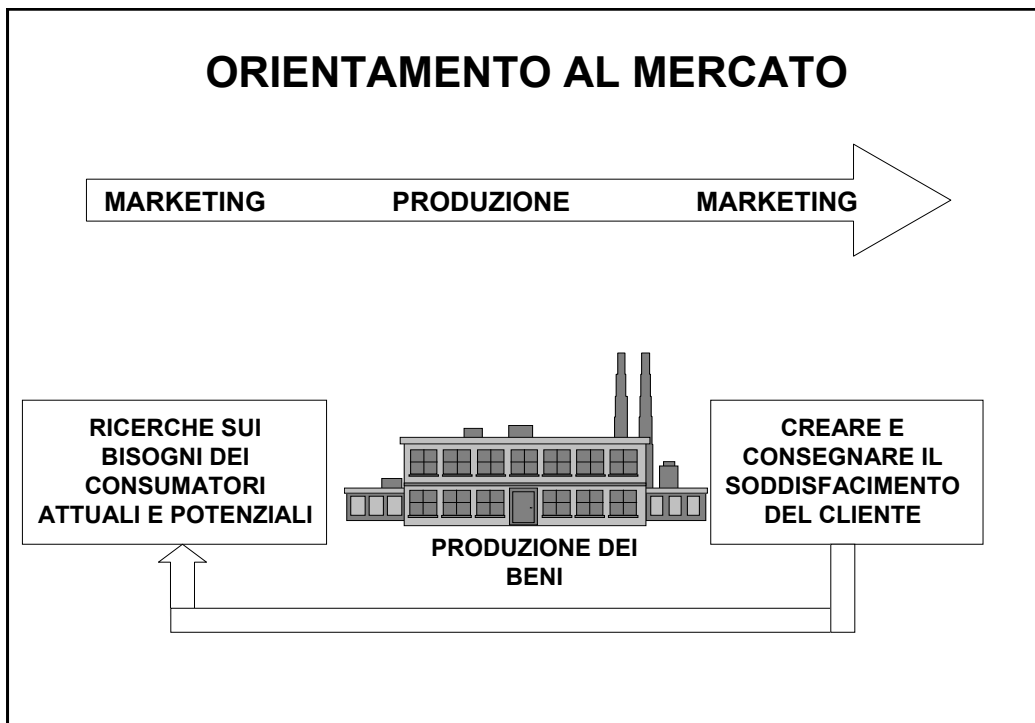 ORIENTAMENTO AL MERCATO
MARKETING PRODUZIONE MARKETING
RICERCHE SUI
BISOGNI DEI
CONSUMATORI
ATTUALI E POTENZIALI
PRODUZIONE DEI
BENI
CREARE E
CONSEGNARE IL
SODDISFACIMENTO
DEL CLIENTE